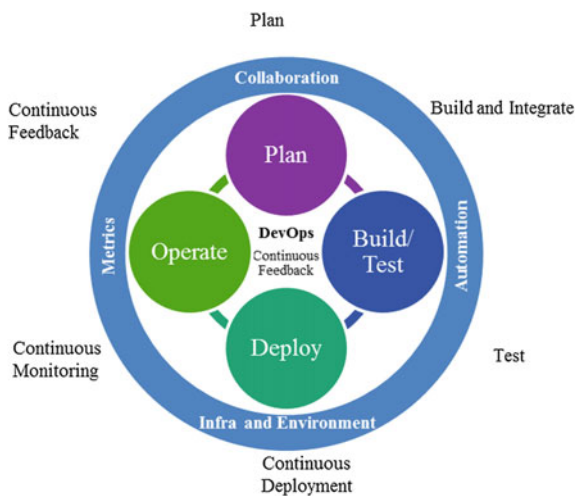 Plan
Collaboration
Continuous
Feedback
Build and Integrate
Plan
Metrics
Operate
DevOps
Continuous
Feedback
Build/
Test
Automation
Deploy
Continuous
Monitoring
Test
Infra and Environment
Continuous
Deployment